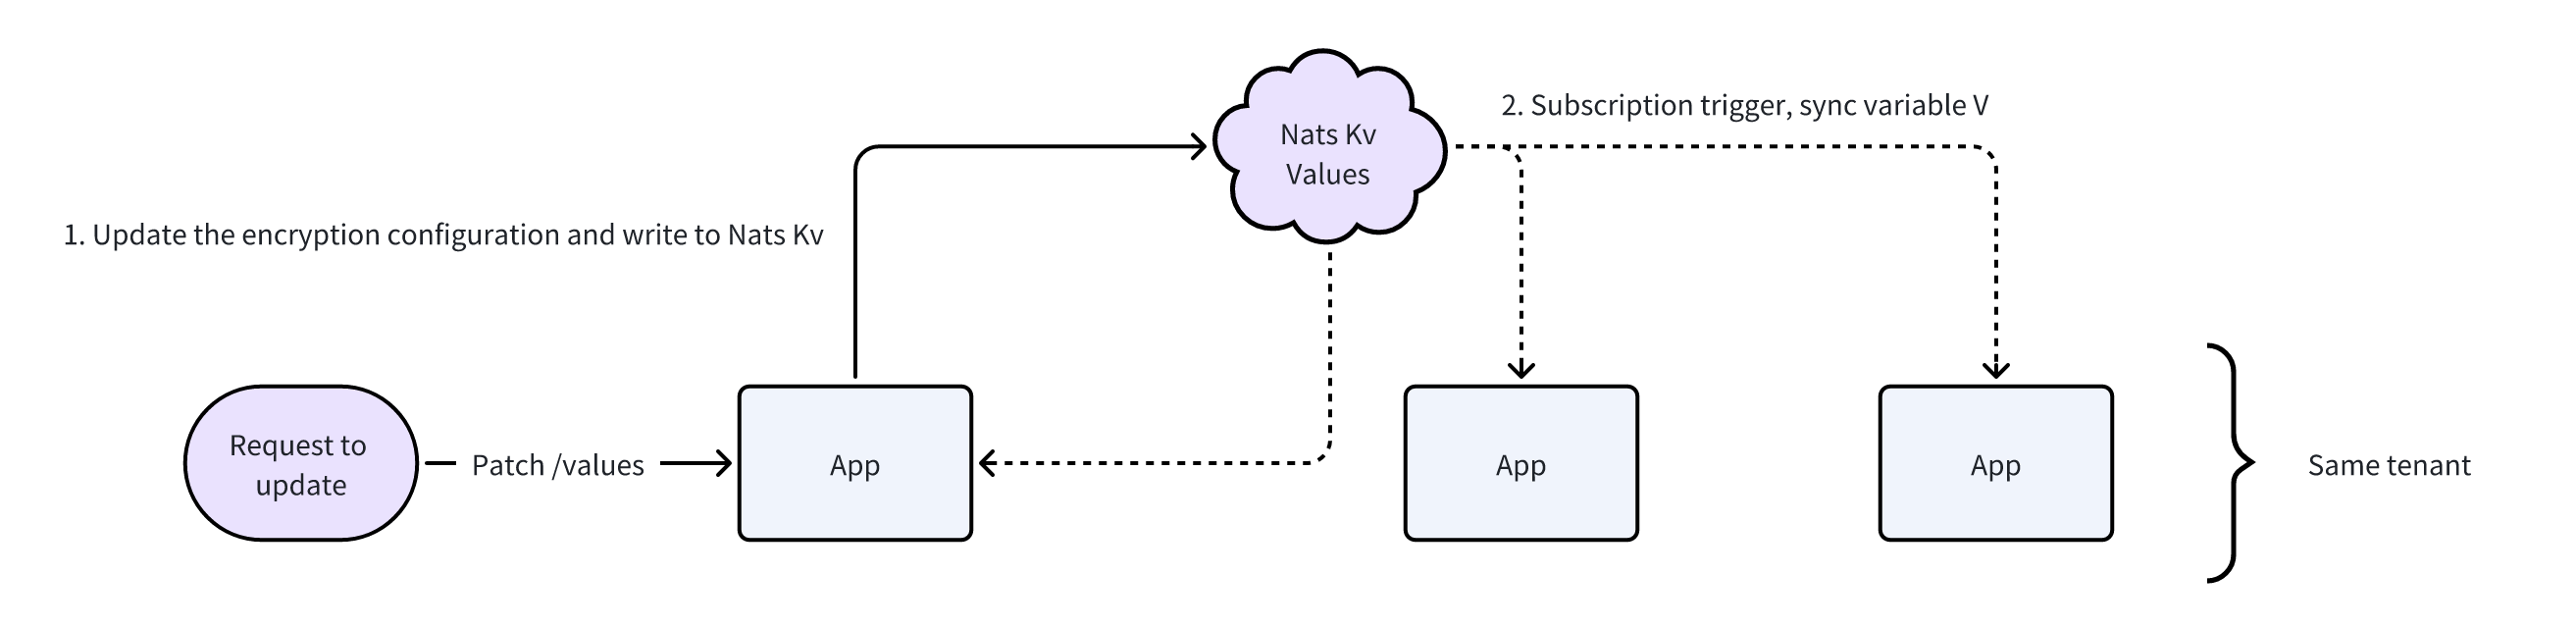 2. Subscription trigger, sync variable V
Nats Kv
Values
1. Update the encryption configuration and write to Nats Kv
Request to
update
Patch /values
App
App
App
Same tenant